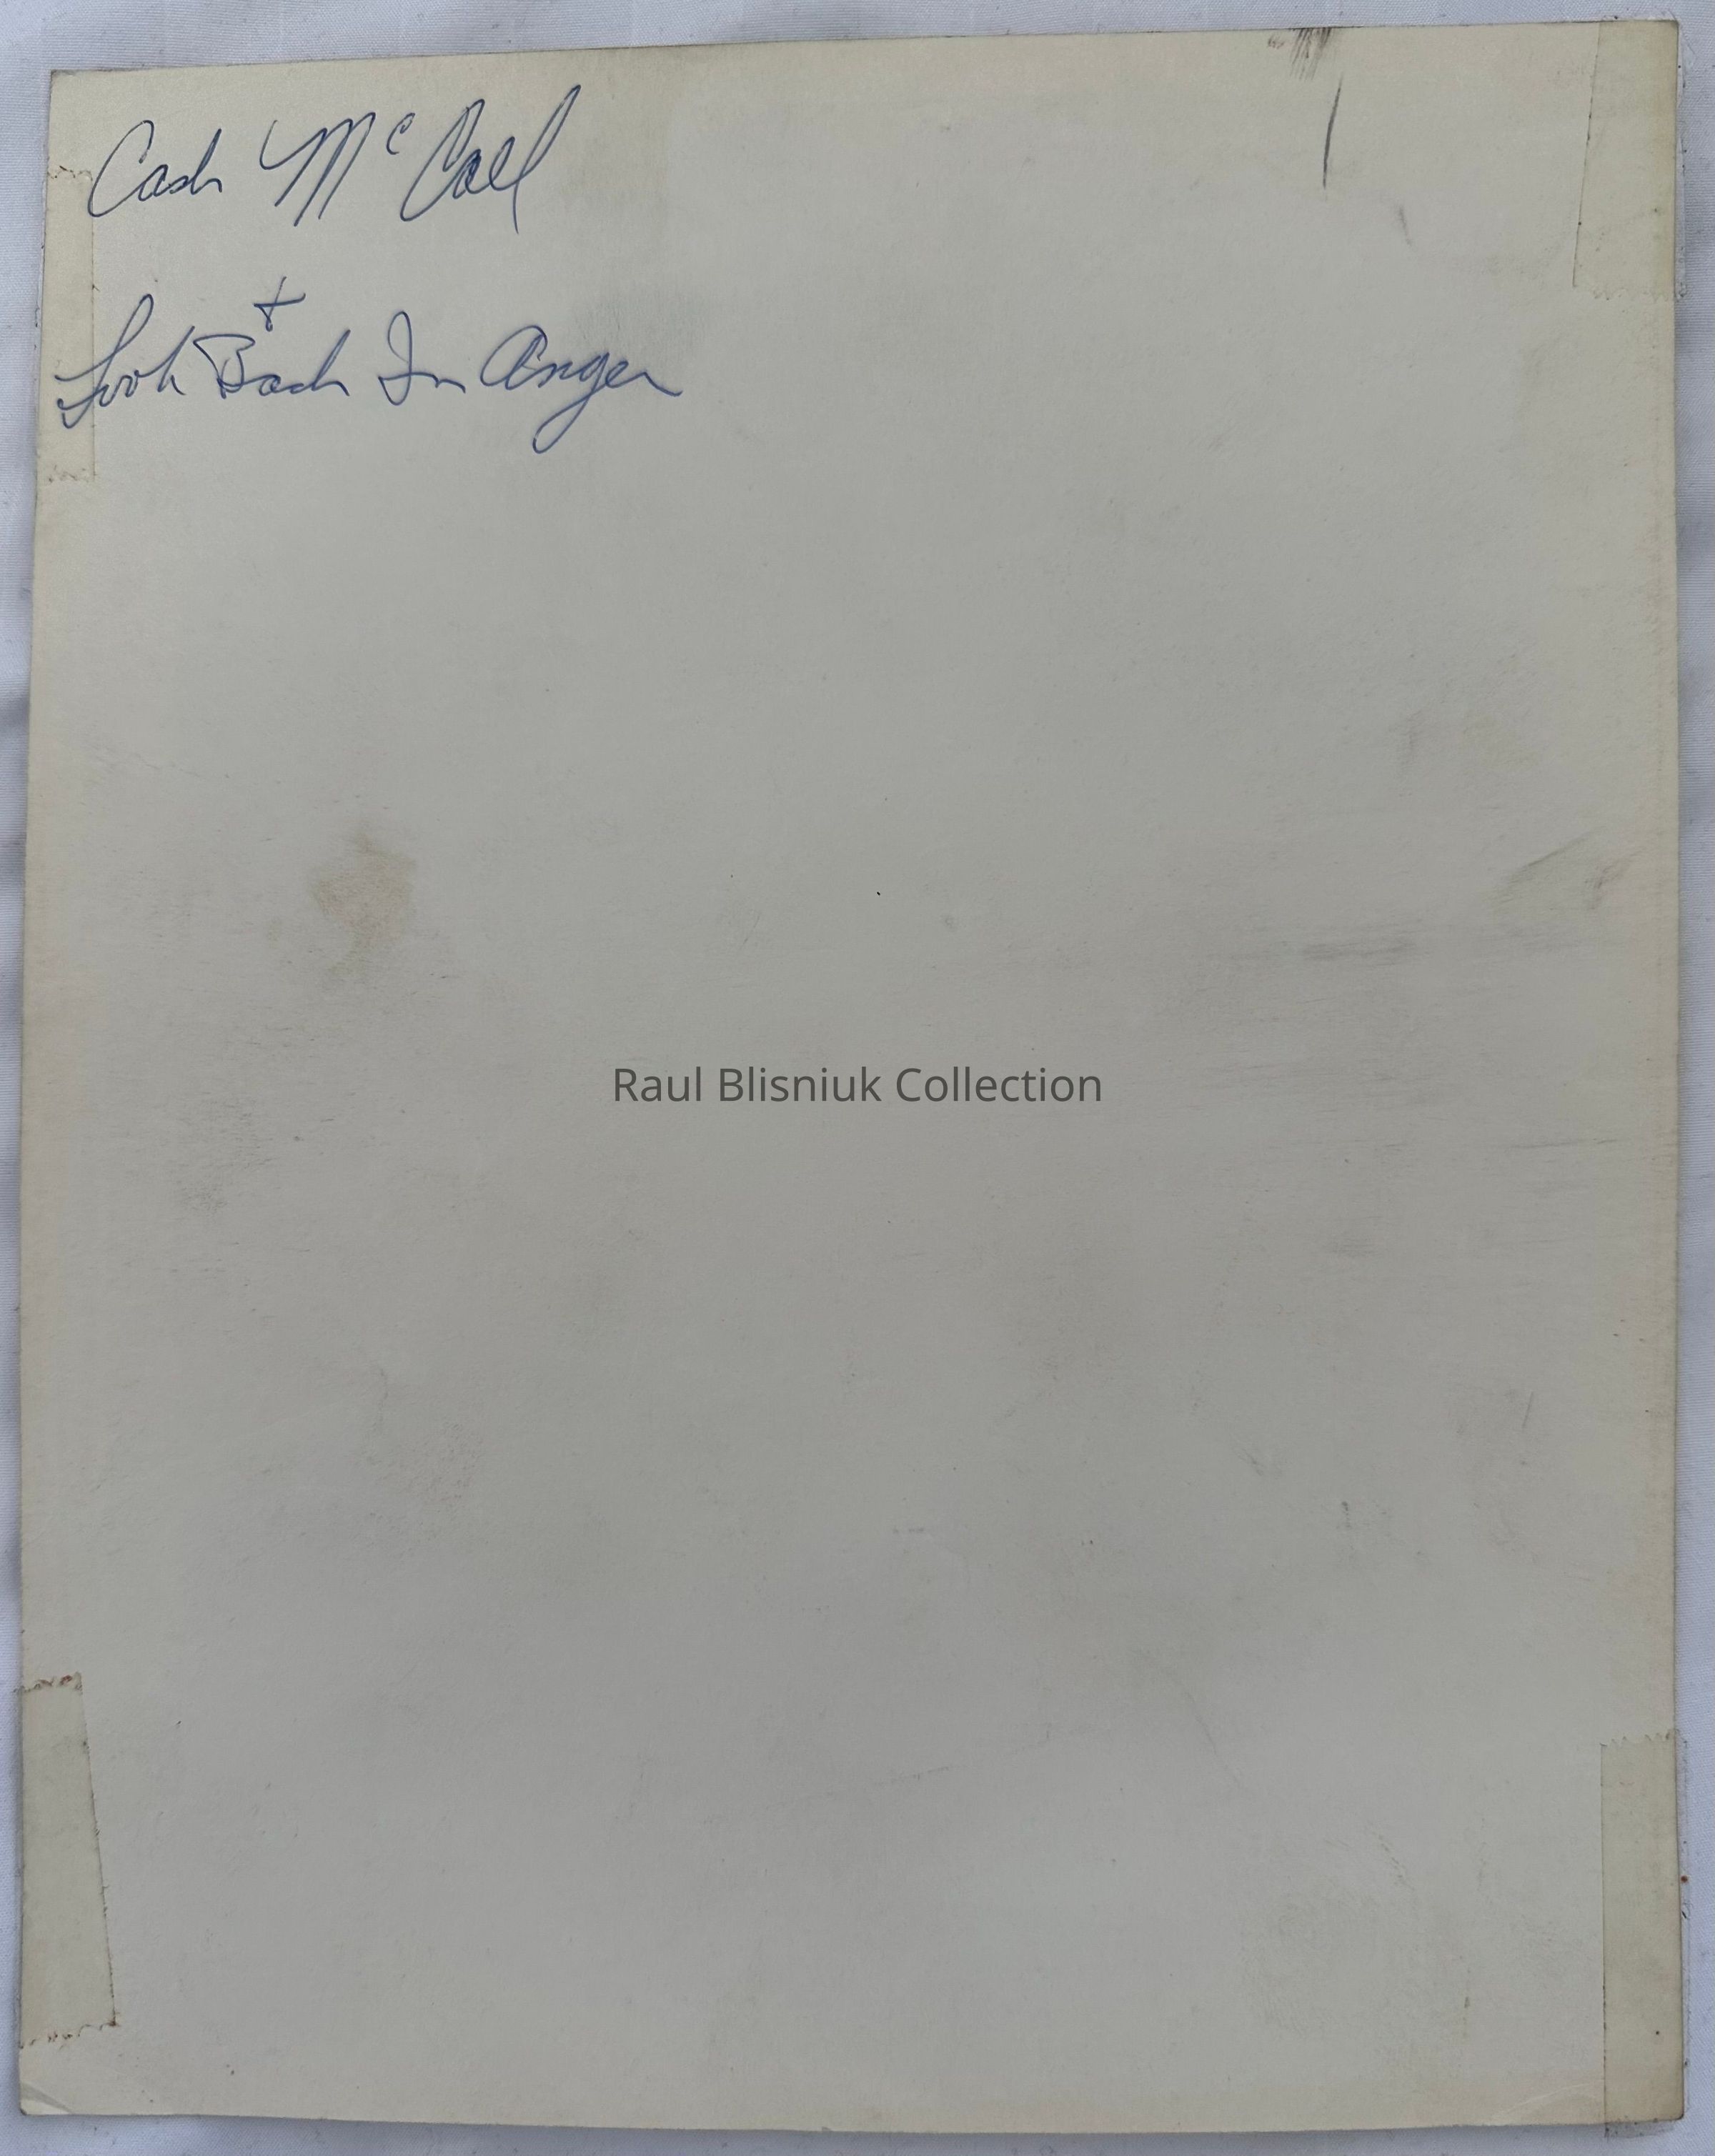 Cash McCall
+
Look Back In Anger
Raul Blisniuk Collection